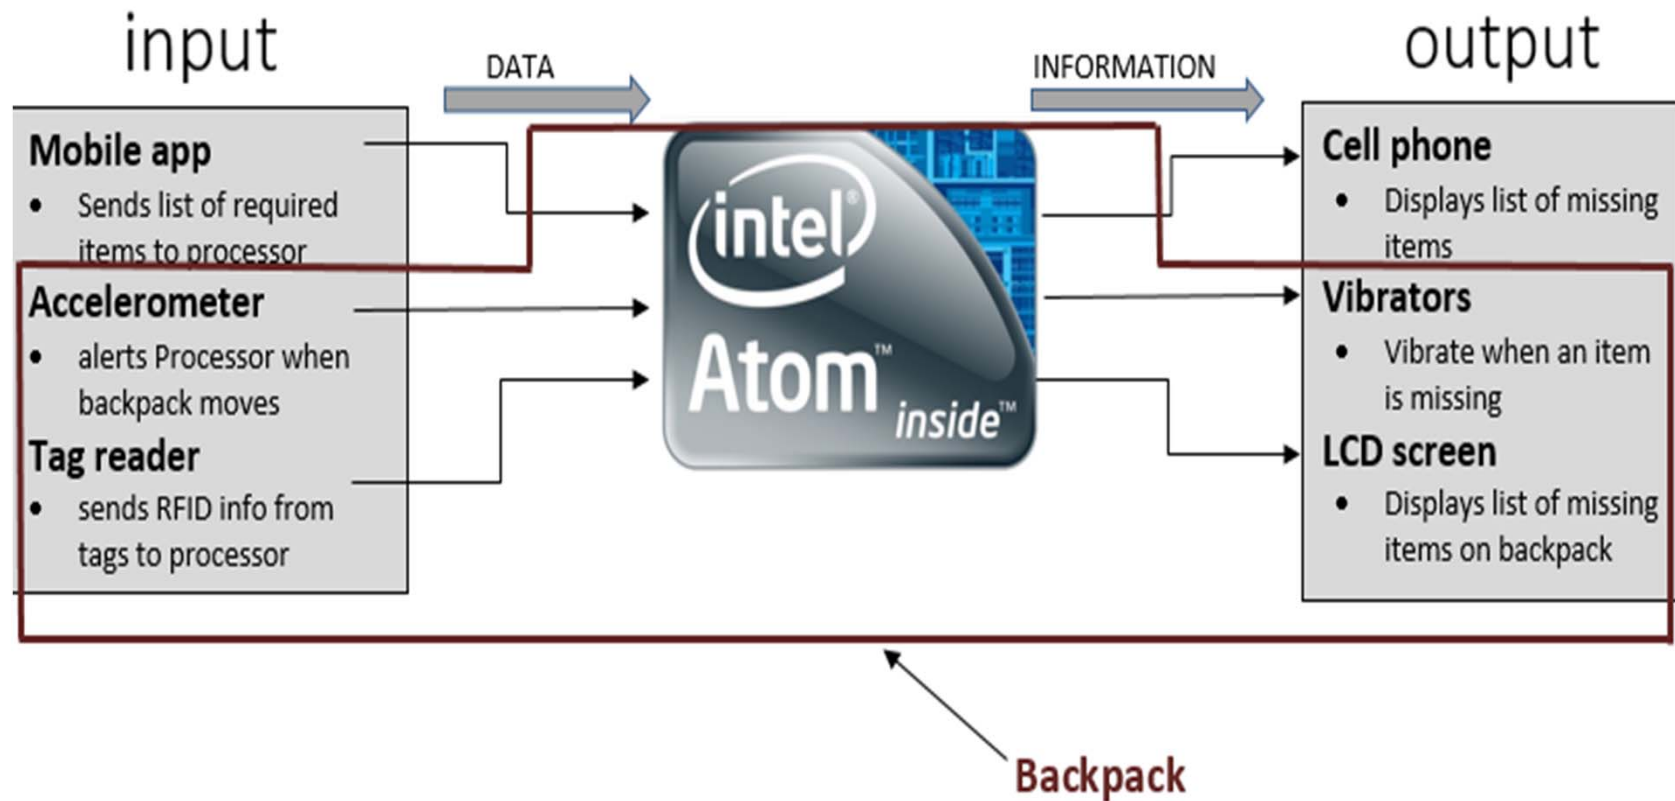 input
DATA
INFORMATION
output
Mobile app
• Sends list of required
items to processor
Accelerometer
• alerts Processor when
backpack moves
Tag reader
• sends RFID info from
tags to processor
intel®
Atom™
inside™
Cell phone
• Displays list of missing
items
Vibrators
• Vibrate when an item
is missing
LCD screen
• Displays list of missing
items on backpack
Backpack